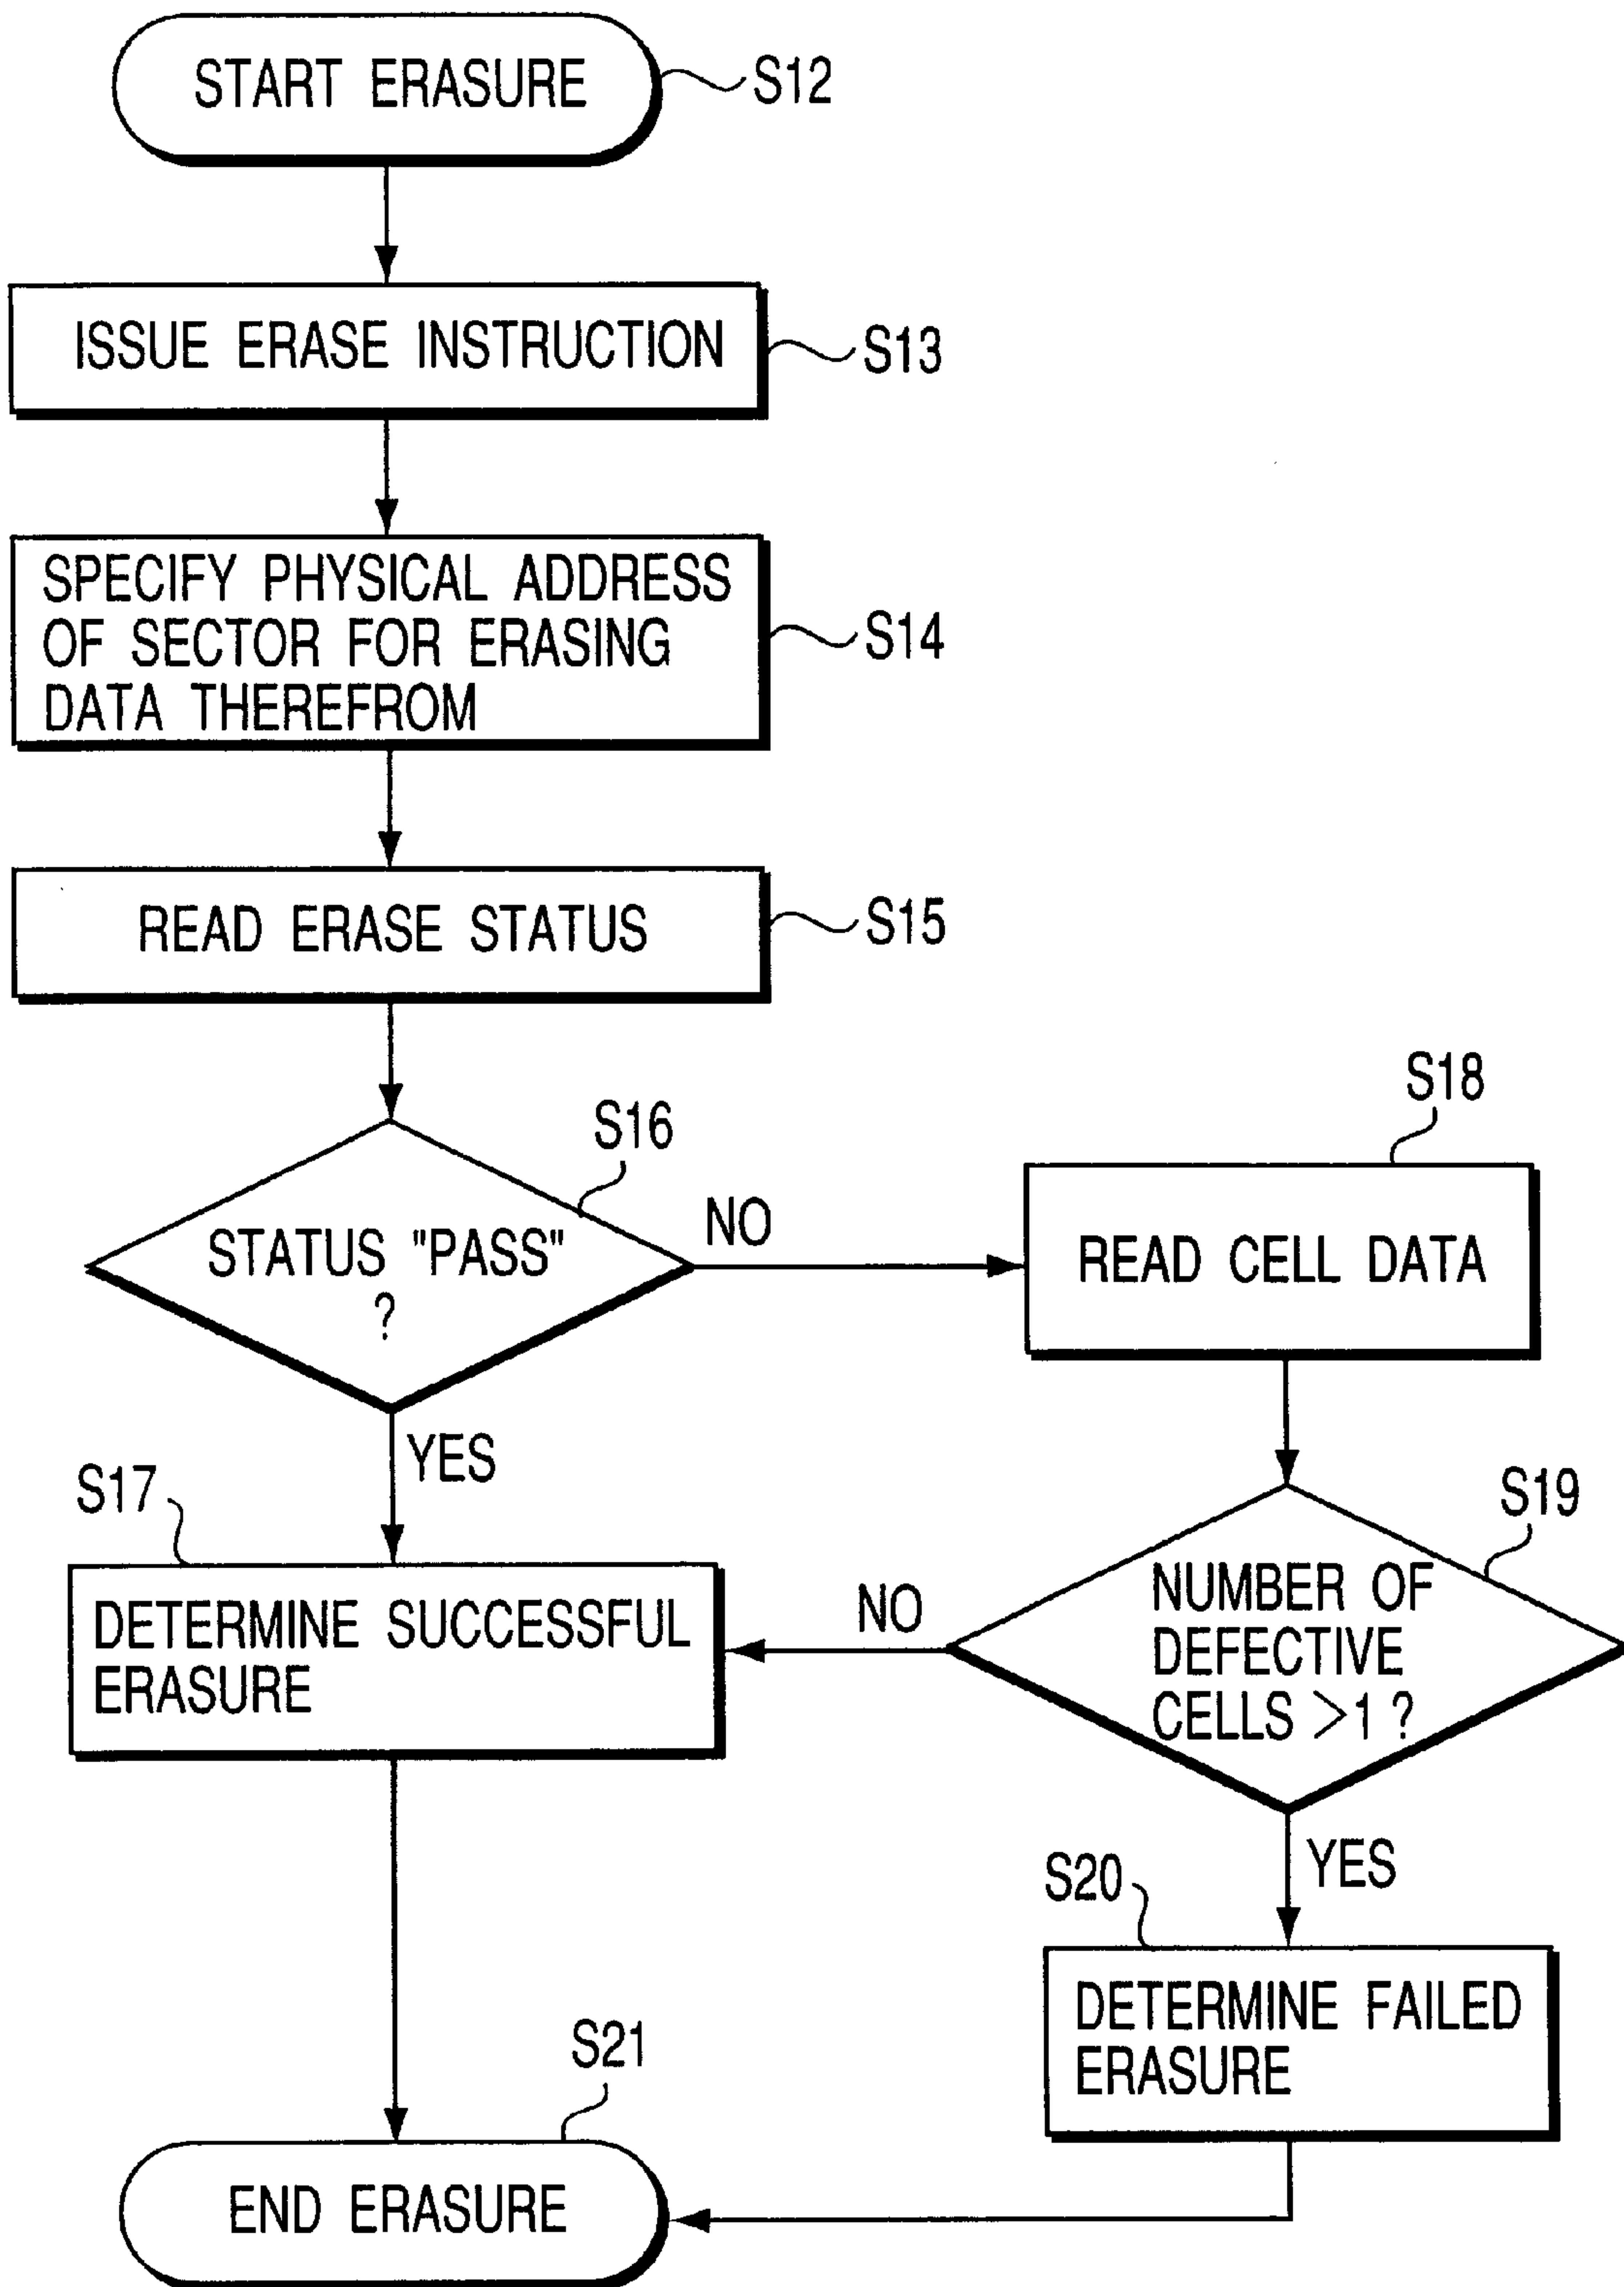 START ERASURE
S12
ISSUE ERASE INSTRUCTION
S13
SPECIFY PHYSICAL ADDRESS
OF SECTOR FOR ERASING
DATA THEREFROM
S14
READ ERASE STATUS
S15
S16
STATUS "PASS"
?
NO
YES
S18
READ CELL DATA
S19
NUMBER OF
DEFECTIVE
CELLS >1 ?
NO
YES
S17
DETERMINE SUCCESSFUL
ERASURE
S20
DETERMINE FAILED
ERASURE
S21
END ERASURE